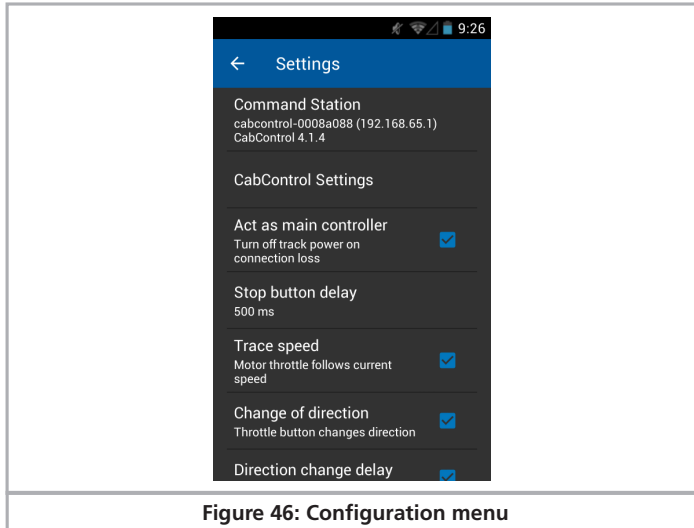 9:26
Settings
Command Station
cabcontrol-0008a088 (192.168.65.1)
CabControl 4.1.4
CabControl Settings
Act as main controller
Turn off track power on
connection loss
Stop button delay
500 ms
Trace speed
Motor throttle follows current
speed
Change of direction
Throttle button changes direction
Direction change delay
Figure 46: Configuration menu